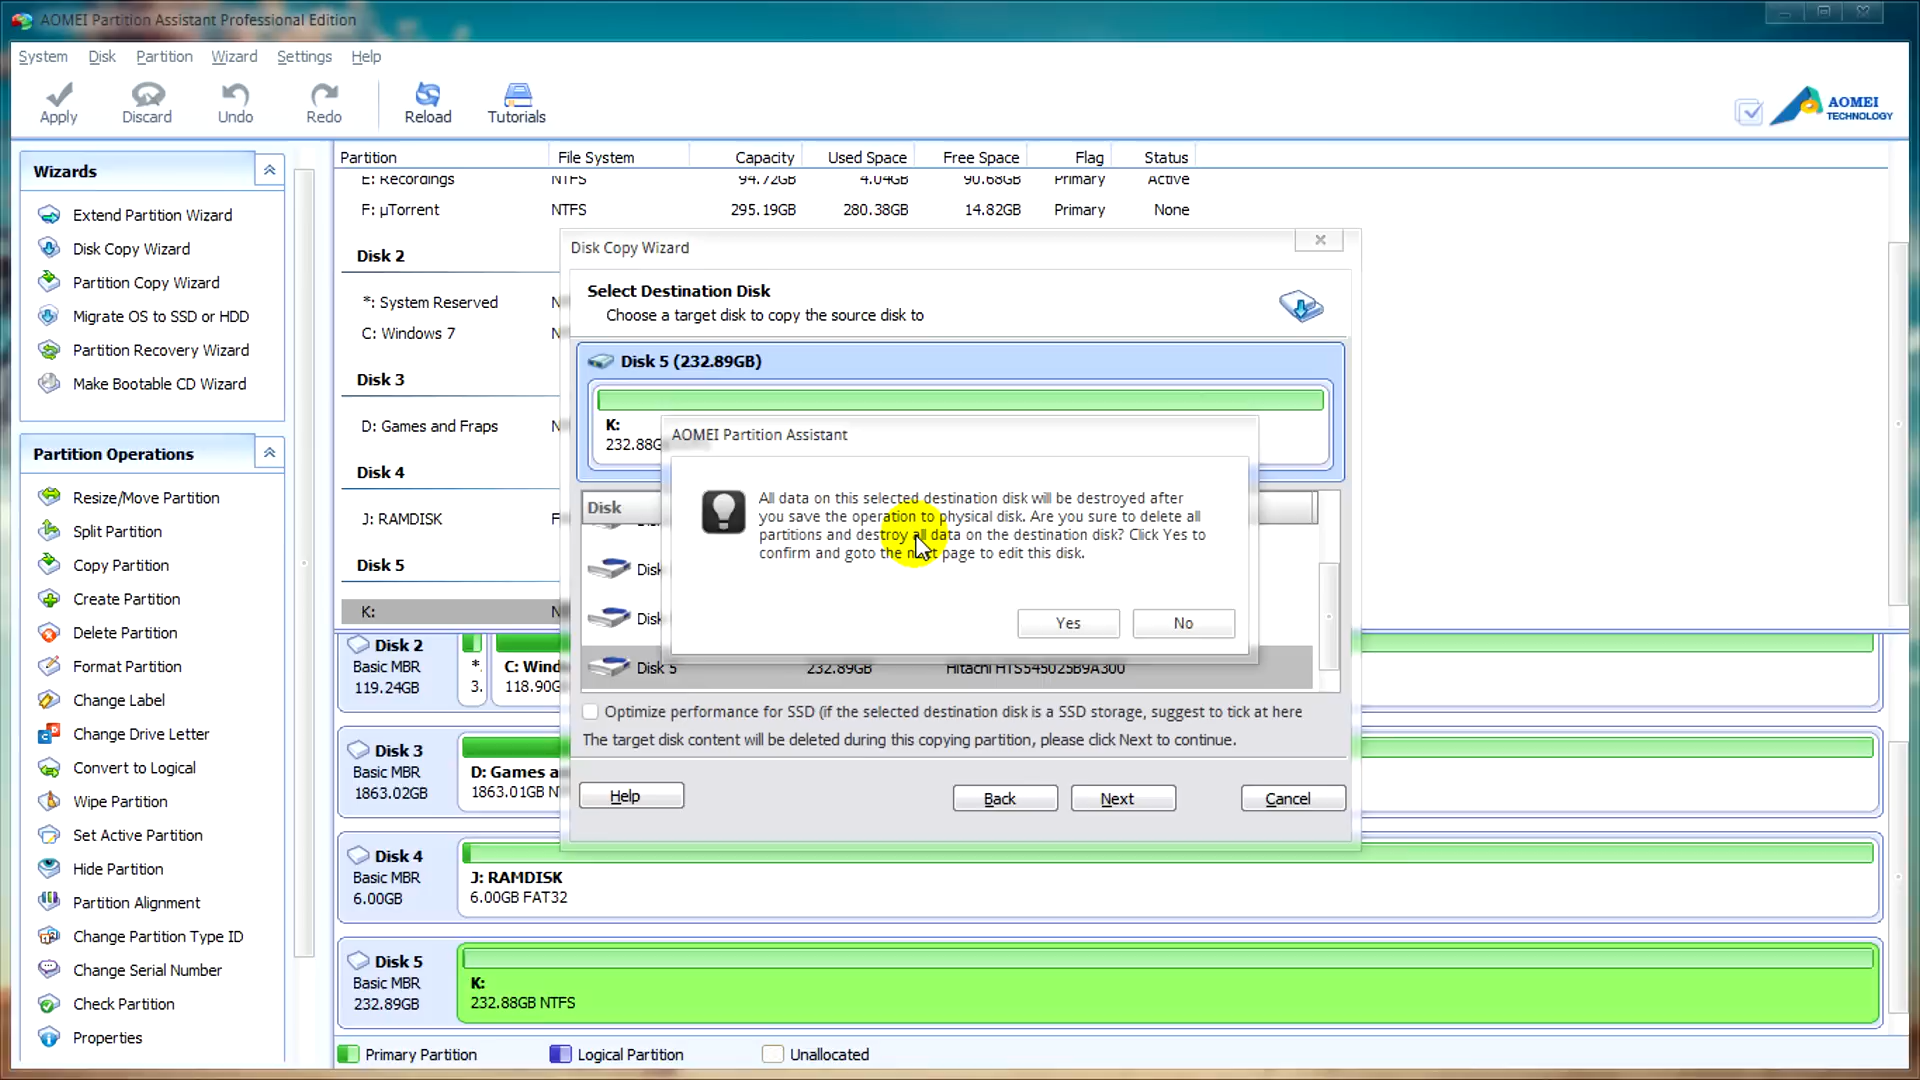 AOMEI Partition Assistant Professional Edition
System Disk Partition Wizard Settings Help
Apply Discard Undo Redo Reload Tutorials
AOMEI
TECHNOLOGY
Wizards
Extend Partition Wizard
Disk Copy Wizard
Partition Copy Wizard
Migrate OS to SSD or HDD
Partition Recovery Wizard
Make Bootable CD Wizard
Partition Operations
Resize/Move Partition
Split Partition
Copy Partition
Create Partition
Delete Partition
Format Partition
Change Label
Change Drive Letter
Convert to Logical
Wipe Partition
Set Active Partition
Hide Partition
Partition Alignment
Change Partition Type ID
Change Serial Number
Check Partition
Properties
Partition File System Capacity Used Space Free Space Flag Status
E: Recordings NTFS 94.72GB 4.04GB 90.68GB Primary Active
F: µTorrent NTFS 295.19GB 280.38GB 14.82GB Primary None
Disk 2
*: System Reserved N
C: Windows 7 N
Disk 3
D: Games and Fraps N
Disk 4
J: RAMDISK F
Disk 5
K: N
Disk Copy Wizard
Select Destination Disk
Choose a target disk to copy the source disk to
Disk 5 (232.89GB)
K:
232.88G
AOMEI Partition Assistant
All data on this selected destination disk will be destroyed after
you save the operation to physical disk. Are you sure to delete all
partitions and destroy all data on the destination disk? Click Yes to
confirm and goto the next page to edit this disk.
Yes No
Disk
Disk
Disk
Disk 5 232.89GB Hitachi HTS545025B9A300
Optimize performance for SSD (if the selected destination disk is a SSD storage, suggest to tick at here
The target disk content will be deleted during this copying partition, please click Next to continue.
Help Back Next Cancel
Disk 2
Basic MBR
119.24GB
*.
3.
C: Wind
118.90G
Disk 3
Basic MBR
1863.02GB
D: Games a
1863.01GB N
Disk 4
Basic MBR
6.00GB
J: RAMDISK
6.00GB FAT32
Disk 5
Basic MBR
232.89GB
K:
232.88GB NTFS
Primary Partition Logical Partition Unallocated